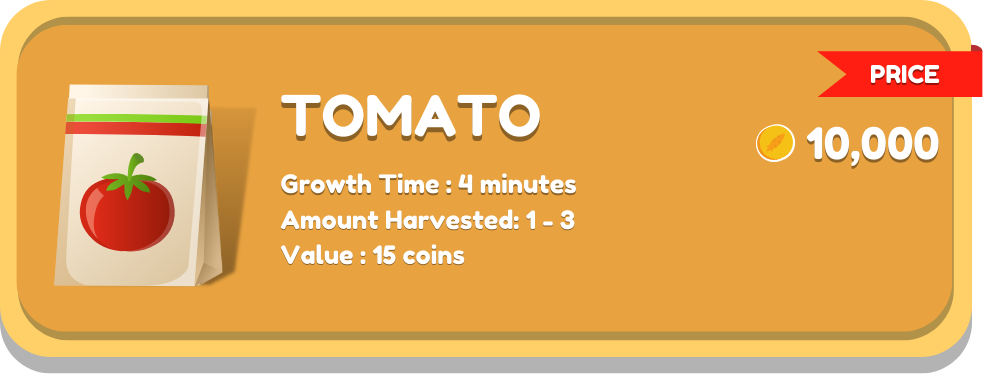 PRICE
TOMATO
10,000
Growth Time : 4 minutes
Amount Harvested: 1 - 3
Value : 15 coins